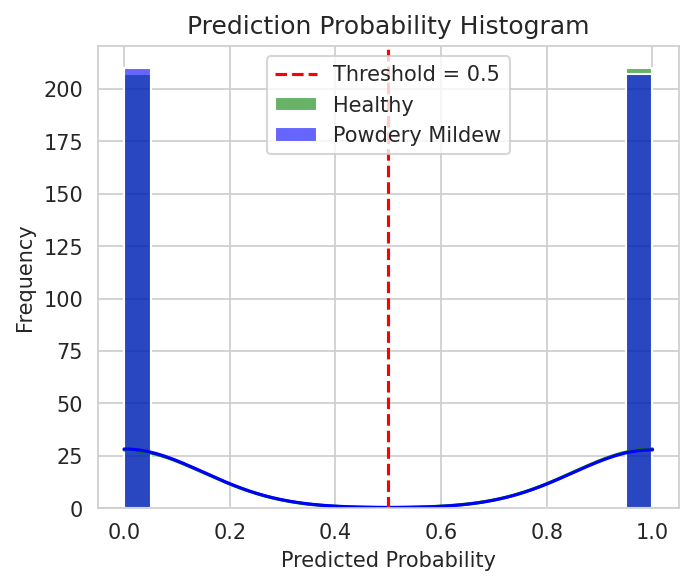 Prediction Probability Histogram
Threshold = 0.5
Healthy
Powdery Mildew
Frequency
200
175
150
125
100
75
50
25
0
0.0 0.2 0.4 0.6 0.8 1.0
Predicted Probability